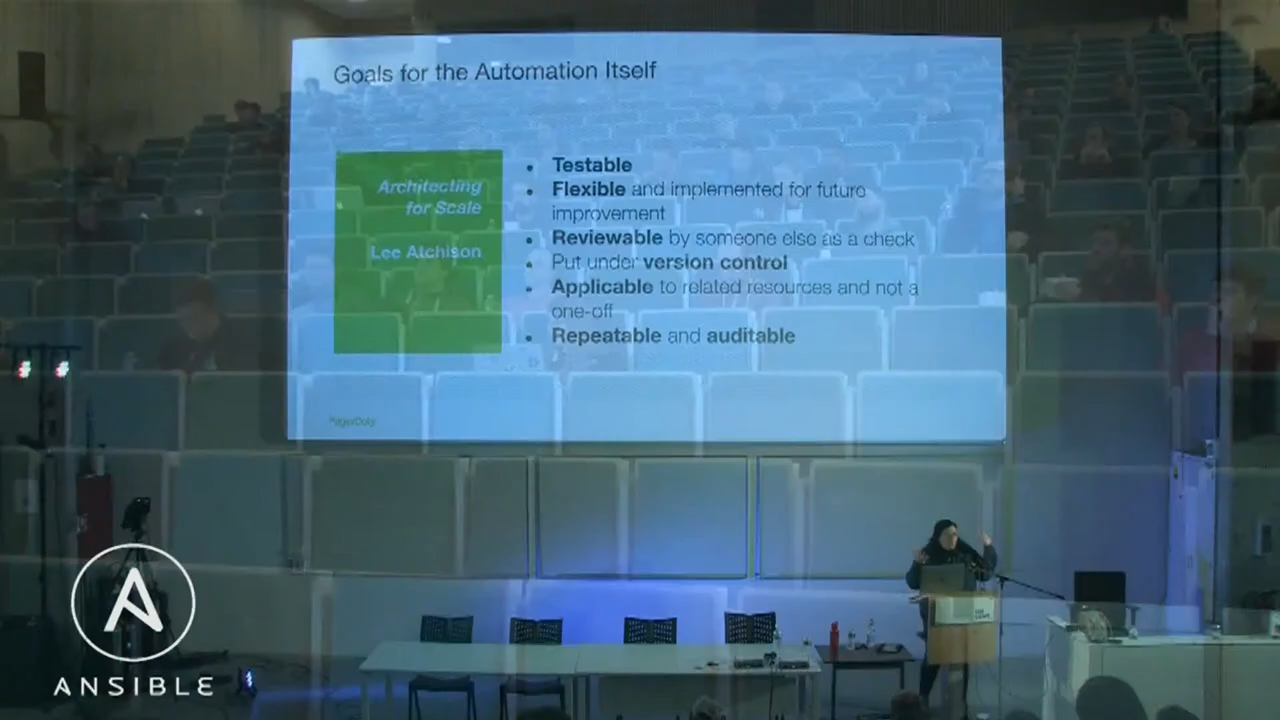 Goals for the Automation Itself
Architecting
for Scale
Lee Atchison
• Testable
• Flexible and implemented for future
improvement
• Reviewable by someone else as a check
• Put under version control
• Applicable to related resources and not a
one-off
• Repeatable and auditable
PagerDuty
ANSIBLE